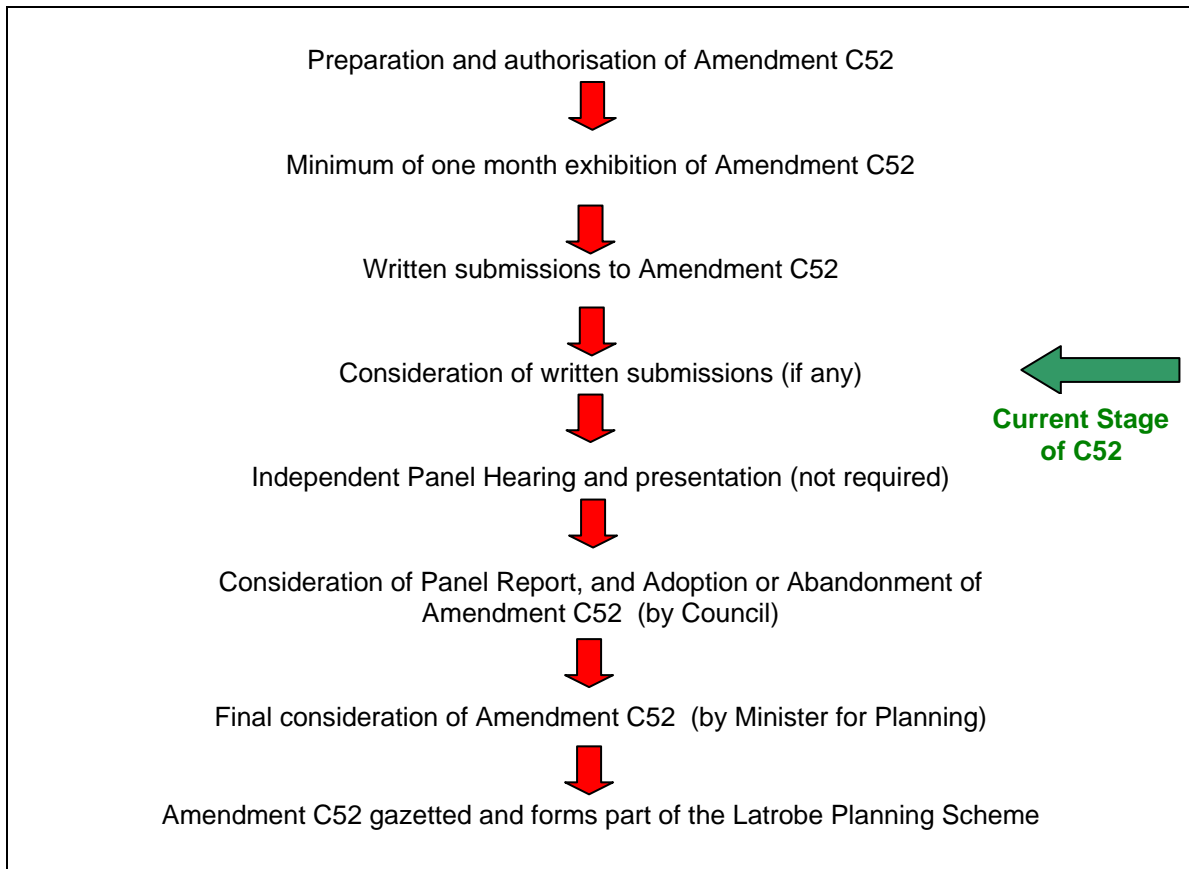 Preparation and authorisation of Amendment C52
Minimum of one month exhibition of Amendment C52
Written submissions to Amendment C52
Consideration of written submissions (if any)
Current Stage
of C52
Independent Panel Hearing and presentation (not required)
Consideration of Panel Report, and Adoption or Abandonment of
Amendment C52  (by Council)
Final consideration of Amendment C52  (by Minister for Planning)
Amendment C52 gazetted and forms part of the Latrobe Planning Scheme